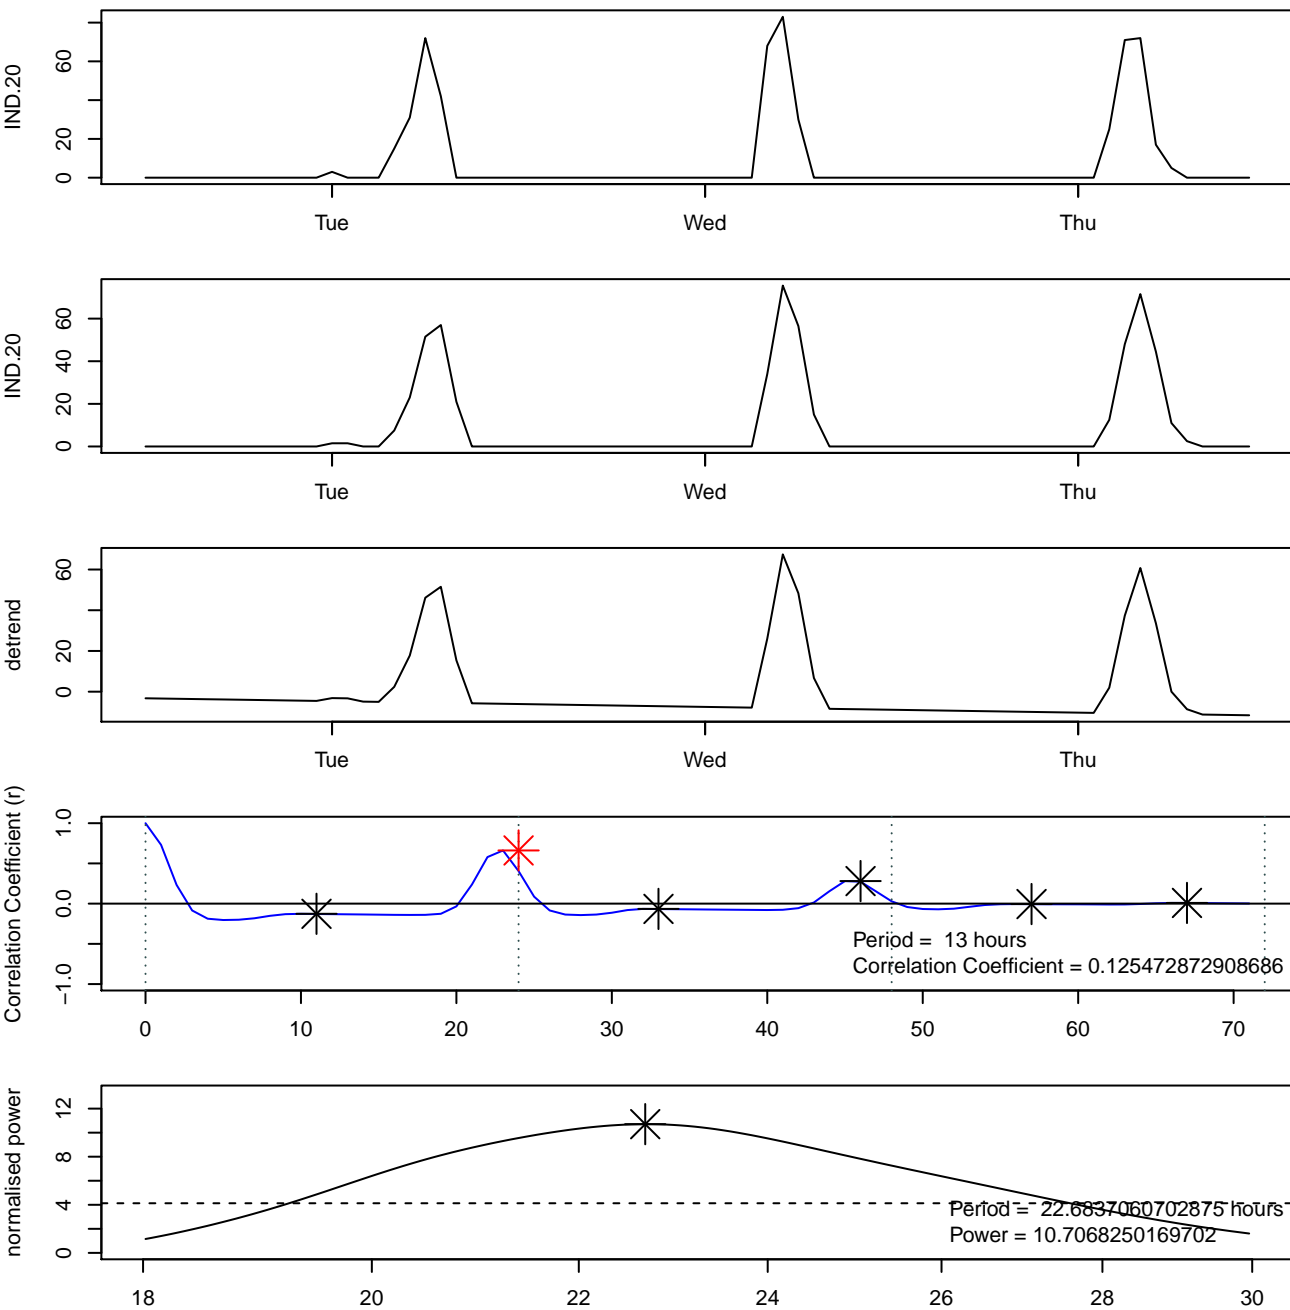 IND.20
0 20 60
Tue Wed Thu
IND.20
0 20 40 60
Tue Wed Thu
detrend
0 20 60
Tue Wed Thu
Correlation Coefficient (r)
−1.0 0.0 1.0
Period =  13 hours
Correlation Coefficient = 0.125472872908686
0 10 20 30 40 50 60 70
normalised power
0 4 8 12
Period =  22.6837060702875 hours
Power = 10.7068250169702
18 20 22 24 26 28 30